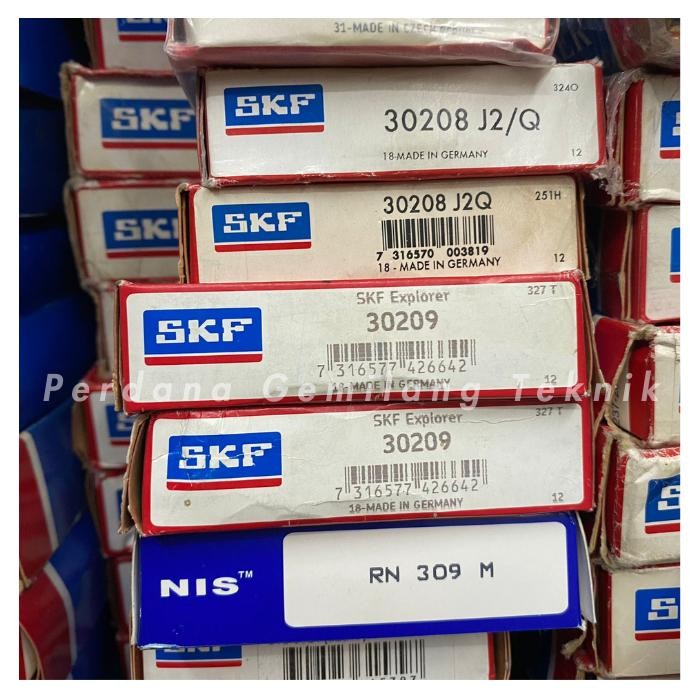 31-MADE IN CZECH REPUBLIC
SKF
3240
30208 J2/Q
18-MADE IN GERMANY
12
SKF
SKF
30208 J2Q
251H
7 316570 003819
18 - MADE IN GERMANY
12
SKF
SKF Explorer
327 T
30209
7 316577 426642
18-MADE IN GERMANY
12
Perdana Gemilang Teknik
SKF
SKF Explorer
327 T
30209
7 316577 426642
18-MADE IN GERMANY
12
NIS™
RN 309 M
SKF